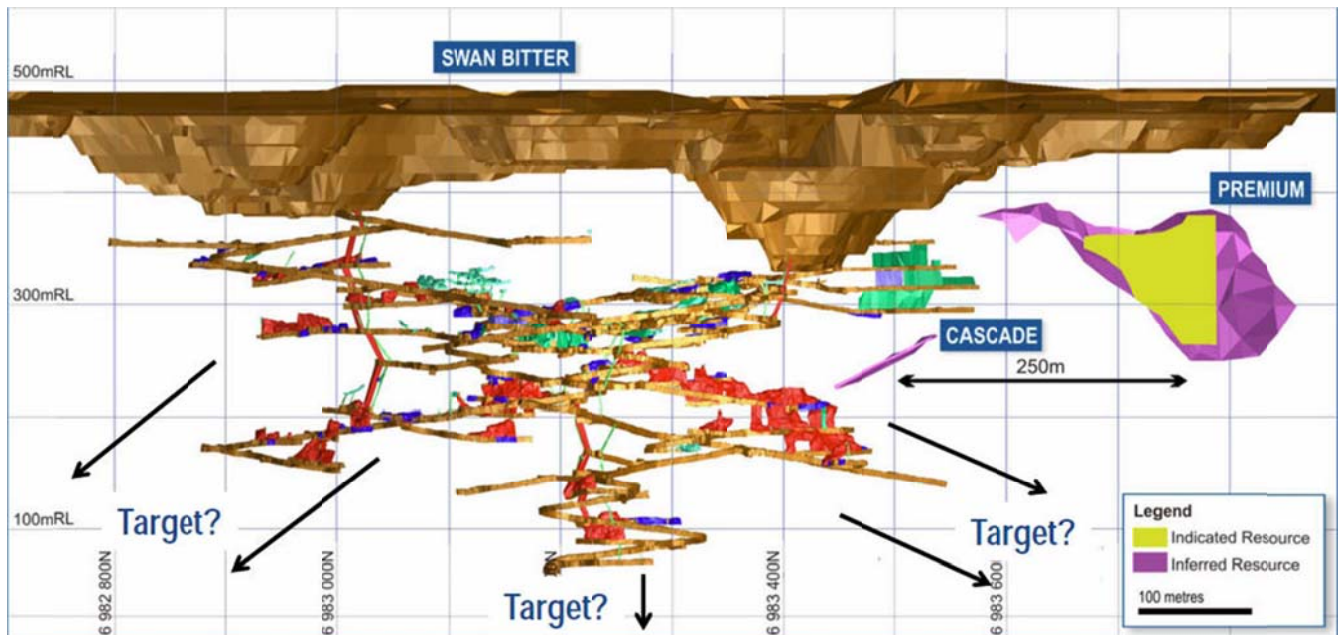 SWAN BITTER
500mRL
PREMIUM
300mRL
CASCADE
250m
100mRL
Target?
Target?
Target?
6 982 800N
6 983 000N
6 983 400N
6 983 600
Legend
Indicated Resource
Inferred Resource
100 metres